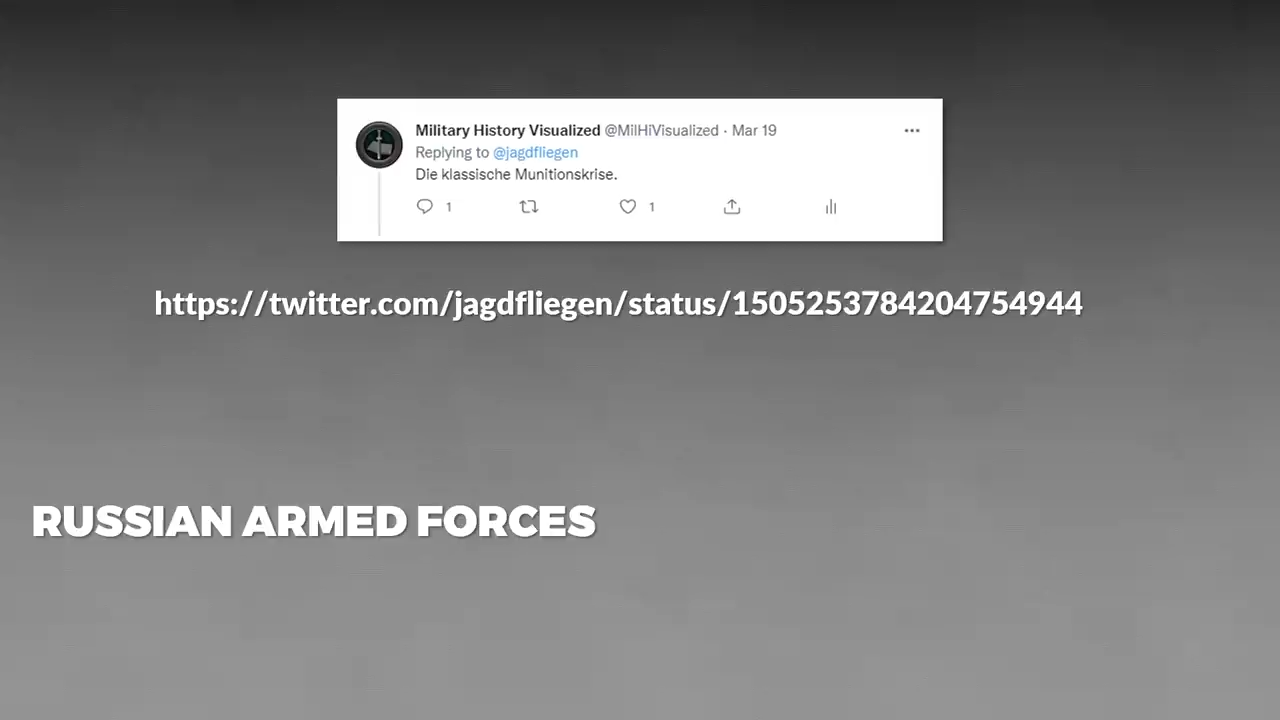 Military History Visualized @MilHiVisualized · Mar 19
Replying to @jagdfliegen
Die klassische Munitionskrise.
1 1
https://twitter.com/jagdfliegen/status/1505253784204754944
RUSSIAN ARMED FORCES